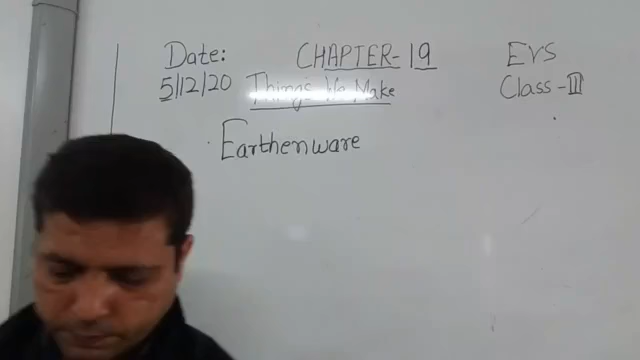 Date: CHAPTER-19 EVS
5/12/20 Things We Make Class-III
Earthenware